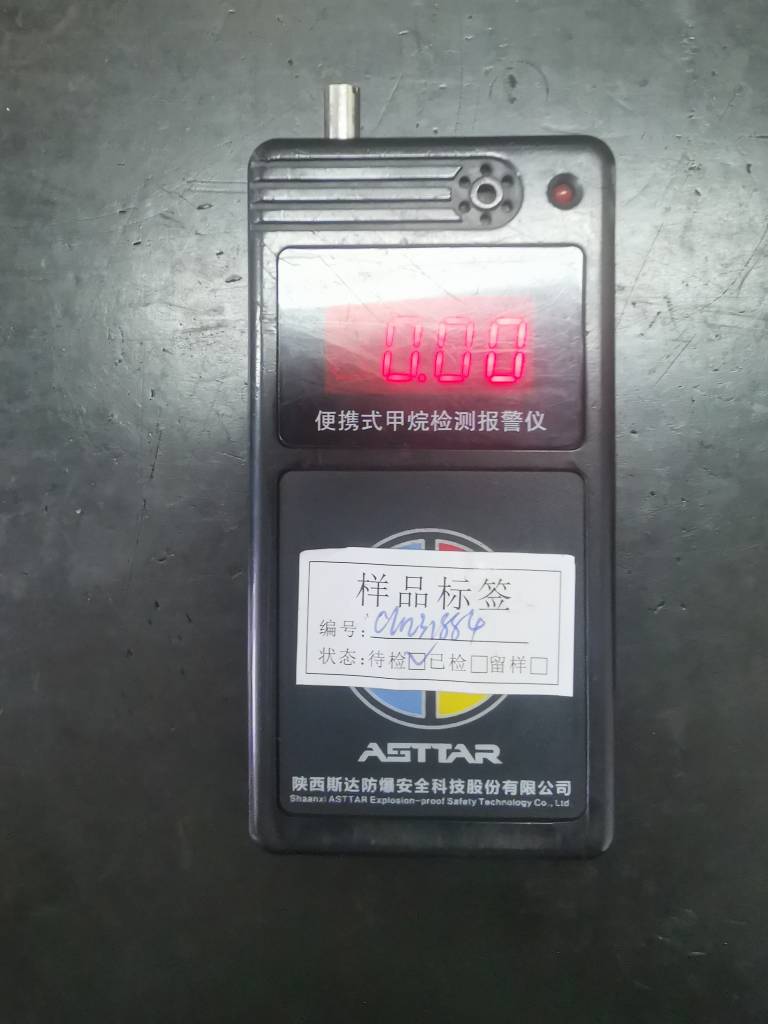 0.00
便携式甲烷检测报警仪
样品标签
编号:
状态:待检☑已检□留样□
ASTTAR
陕西斯达防爆安全科技股份有限公司
Shaanxi ASTTAR Explosion-proof Safety Technology Co., Ltd